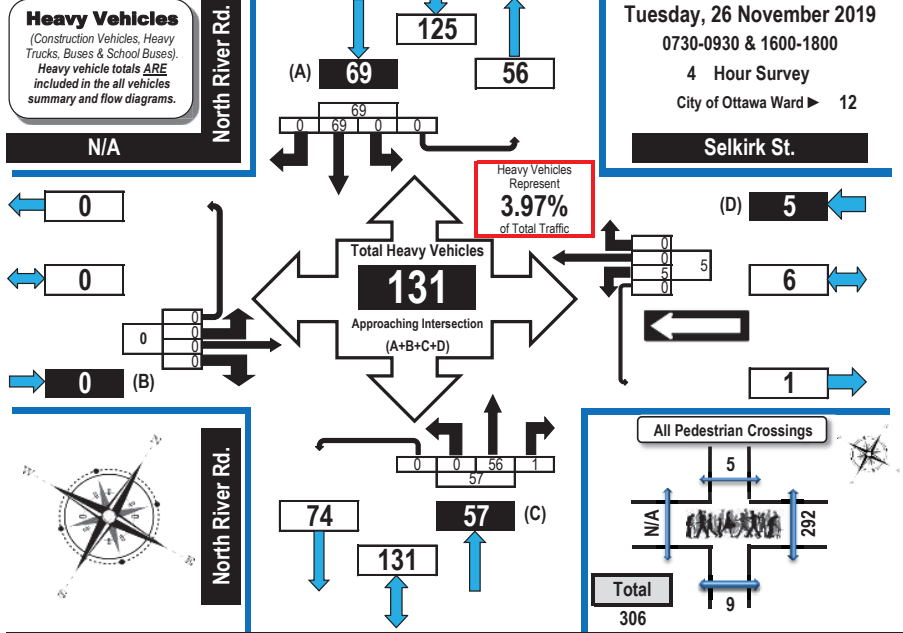 Heavy Vehicles
(Construction Vehicles, Heavy
Trucks, Buses & School Buses).
Heavy vehicle totals ARE
included in the all vehicles
summary and flow diagrams.
North River Rd.
N/A
125
(A)
69
56
69
0 69 0 0
Tuesday, 26 November 2019
0730-0930 & 1600-1800
4 Hour Survey
City of Ottawa Ward ► 12
Selkirk St.
Heavy Vehicles
Represent
3.97%
of Total Traffic
0
0
0
0
0
0
0
0
(B)
Total Heavy Vehicles
131
Approaching Intersection
(A+B+C+D)
(D)
5
0
0
5
0
5
6
1
North River Rd.
0 0 56 1
57
74
57
(C)
131
All Pedestrian Crossings
5
N/A
292
9
Total
306